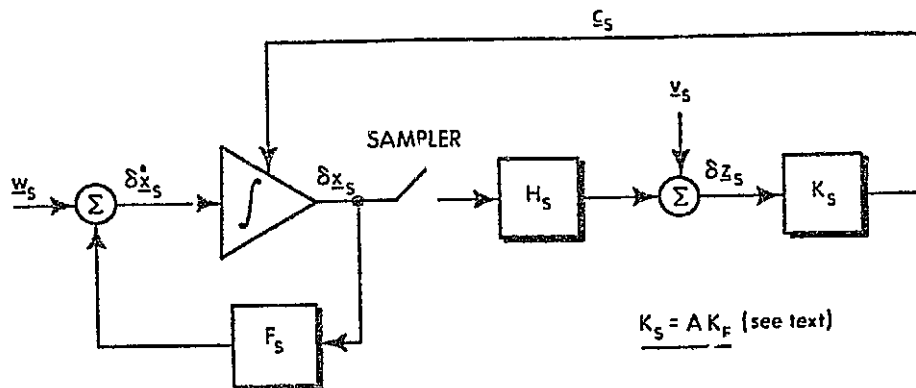 c_s
v_s
SAMPLER
w_s
Σ
δẋ_s
∫
δx_s
H_s
Σ
δz_s
K_s
F_s
K_s = A K_F (see text)